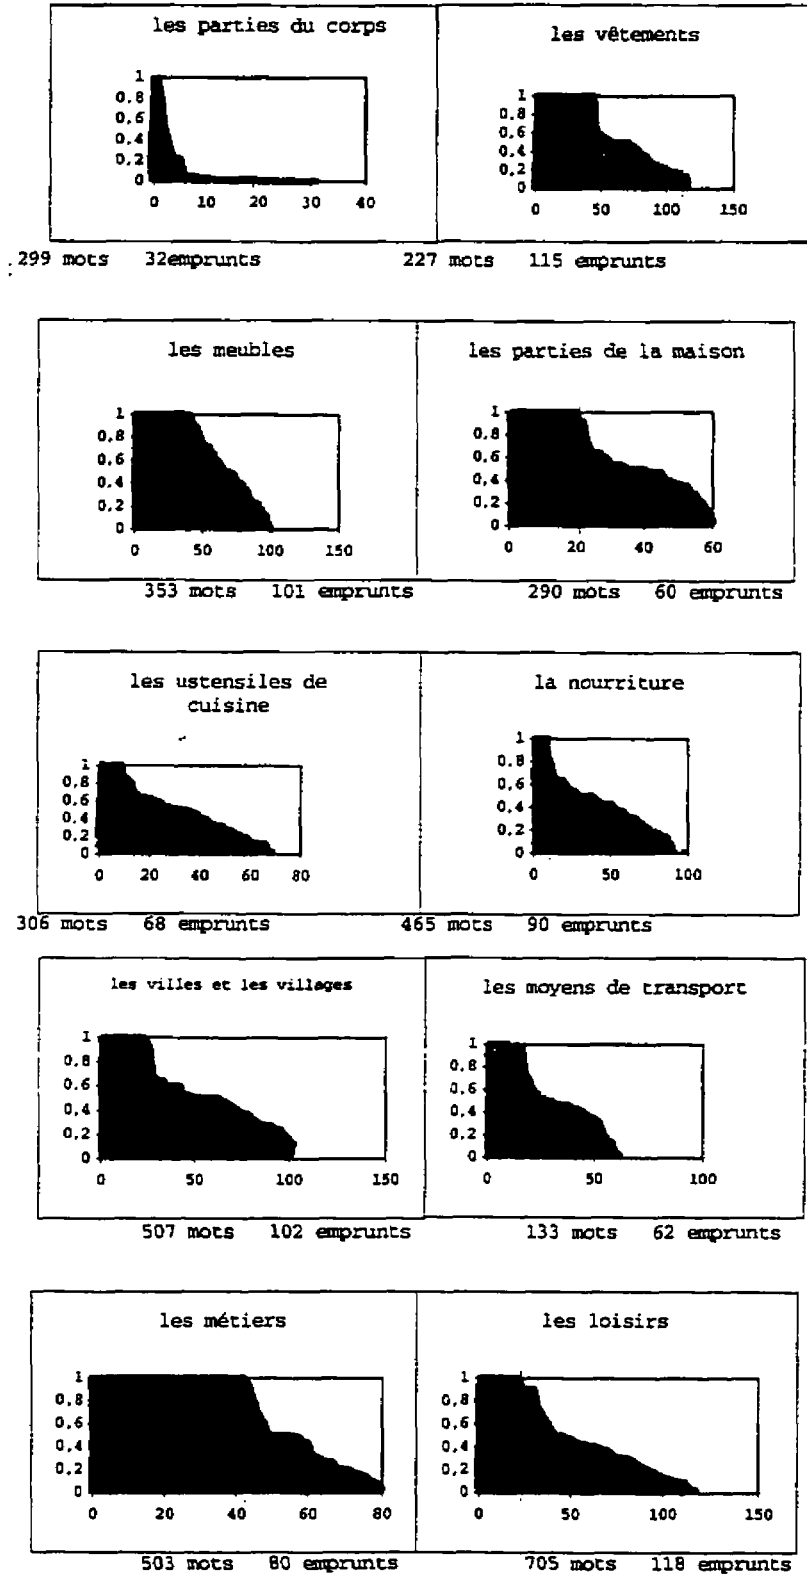 les parties du corps
1
0,8
0,6
0,4
0,2
0
0 10 20 30 40
299 mots 32emprunts
les vêtements
1
0,8
0,6
0,4
0,2
0
0 50 100 150
227 mots 115 emprunts
les meubles
1
0,8
0,6
0,4
0,2
0
0 50 100 150
353 mots 101 emprunts
les parties de la maison
1
0,8
0,6
0,4
0,2
0
0 20 40 60
290 mots 60 emprunts
les ustensiles de
cuisine
1
0,8
0,6
0,4
0,2
0
0 20 40 60 80
306 mots 68 emprunts
la nourriture
1
0,8
0,6
0,4
0,2
0
0 50 100
465 mots 90 emprunts
les villes et les villages
1
0,8
0,6
0,4
0,2
0
0 50 100 150
507 mots 102 emprunts
les moyens de transport
1
0,8
0,6
0,4
0,2
0
0 50 100
133 mots 62 emprunts
les métiers
1
0,8
0,6
0,4
0,2
0
0 20 40 60 80
503 mots 80 emprunts
les loisirs
1
0,8
0,6
0,4
0,2
0
0 50 100 150
705 mots 118 emprunts